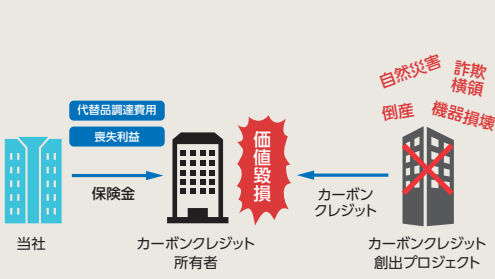 自然災害
詐欺
横領
倒産
機器損壊
代替品調達費用
喪失利益
価値毀損
保険金
カーボン
クレジット
当社
カーボンクレジット
所有者
カーボンクレジット
創出プロジェクト